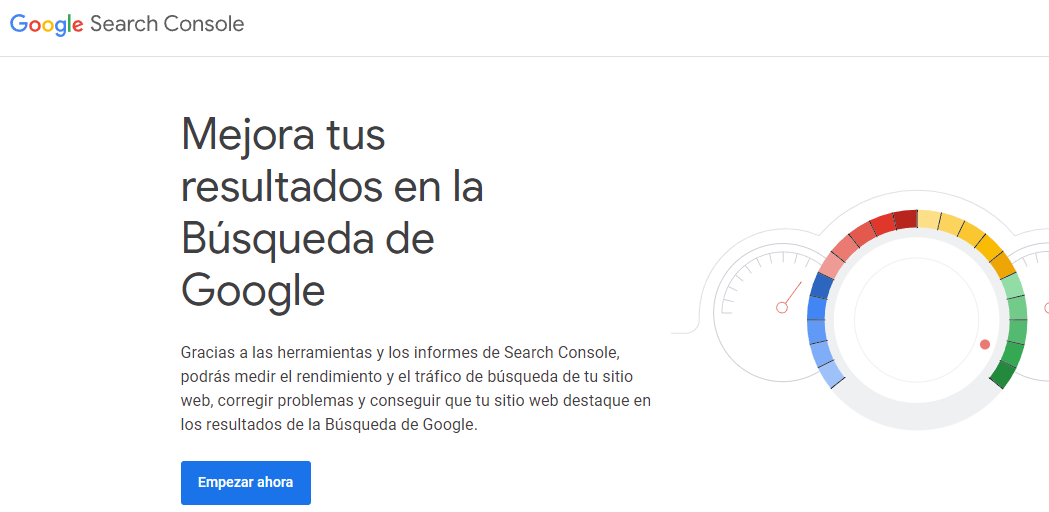 Google Search Console
Mejora tus
resultados en la
Búsqueda de
Google
Gracias a las herramientas y los informes de Search Console,
podrás medir el rendimiento y el tráfico de búsqueda de tu sitio
web, corregir problemas y conseguir que tu sitio web destaque en
los resultados de la Búsqueda de Google.
Empezar ahora